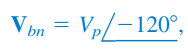 V_bn = V_p/−120°,